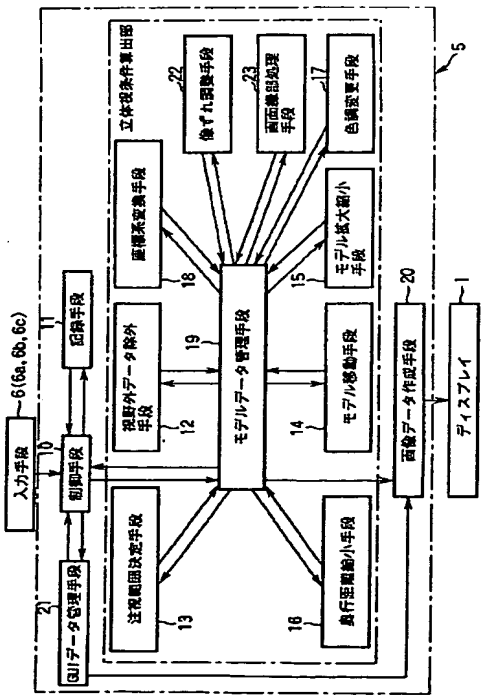 入力手段
6(6a, 6b, 6c)
21
GUIデータ管理手段
10
制御手段
11
記録手段
立体視条件算出部
注視範囲決定手段
13
視野外データ除外
手段
12
座標系変換手段
18
像ずれ調整手段
22
画面縁部処理
手段
23
色調変更手段
17
19
モデルデータ管理手段
奥行距離縮小手段
16
モデル移動手段
14
モデル拡大縮小
手段
15
20
画像データ作成手段
5
1
ディスプレイ